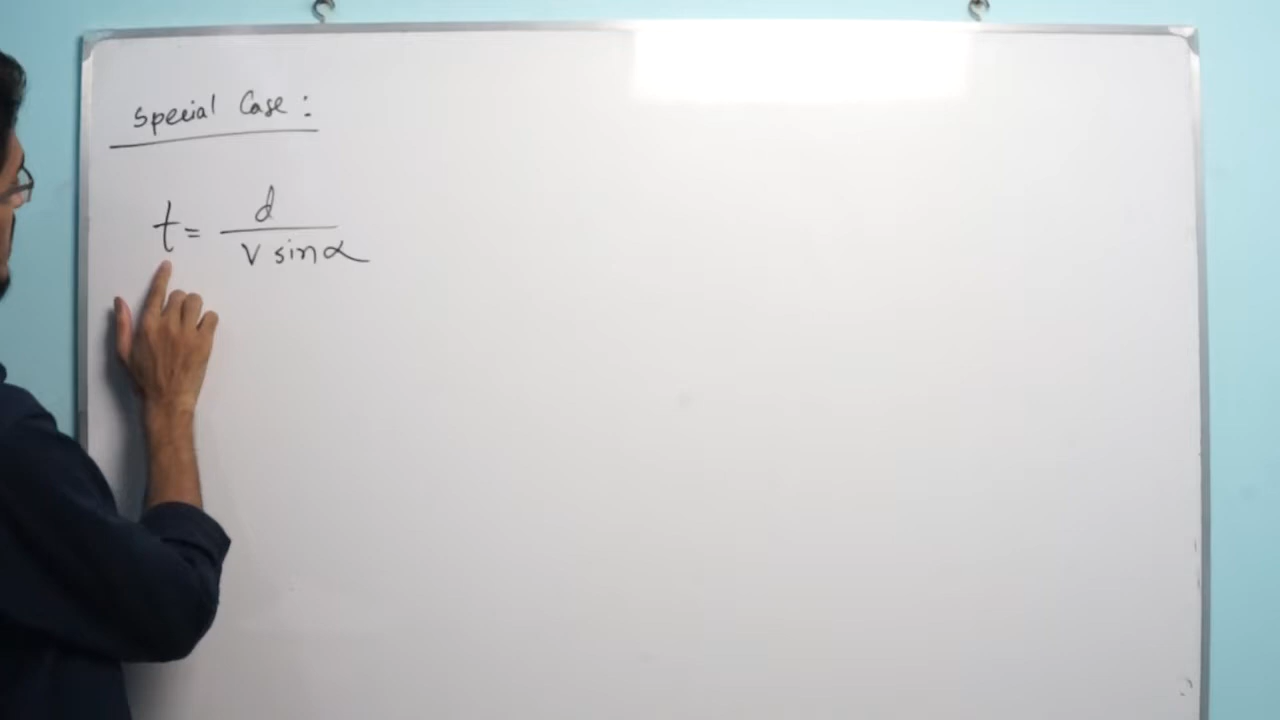 Special Case :
t = d / v sinα